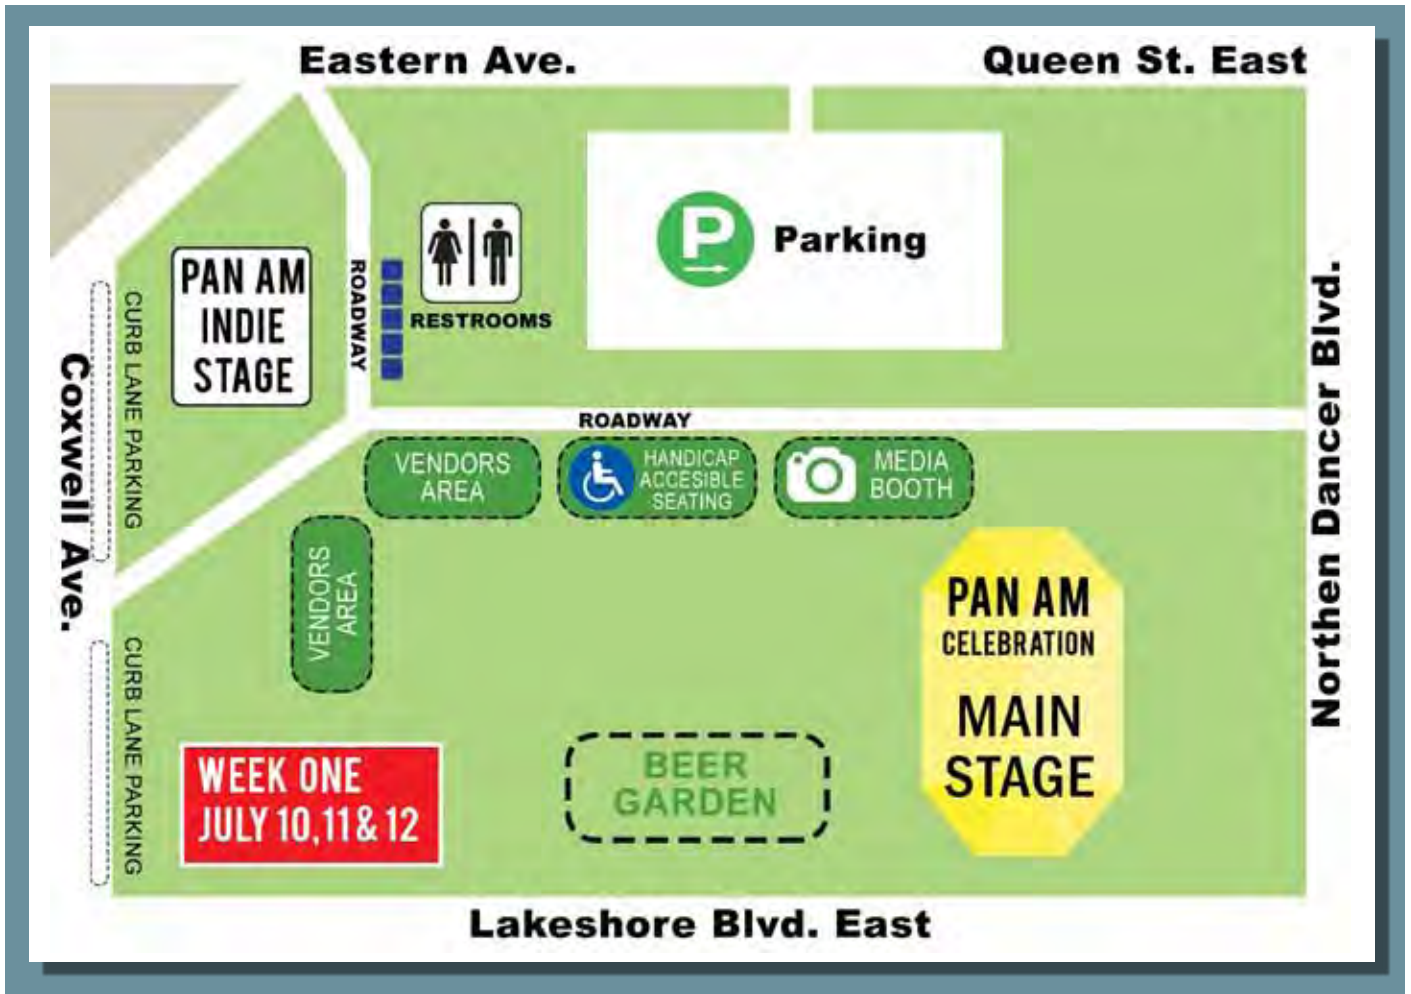 Eastern Ave.
Queen St. East
P
Parking
PAN AM
INDIE
STAGE
ROADWAY
RESTROOMS
CURB LANE PARKING
Coxwell Ave.
ROADWAY
VENDORS
AREA
HANDICAP
ACCESIBLE
SEATING
MEDIA
BOOTH
Northen Dancer Blvd.
VENDORS
AREA
PAN AM
CELEBRATION
MAIN
STAGE
CURB LANE PARKING
WEEK ONE
JULY 10,11& 12
BEER
GARDEN
Lakeshore Blvd. East